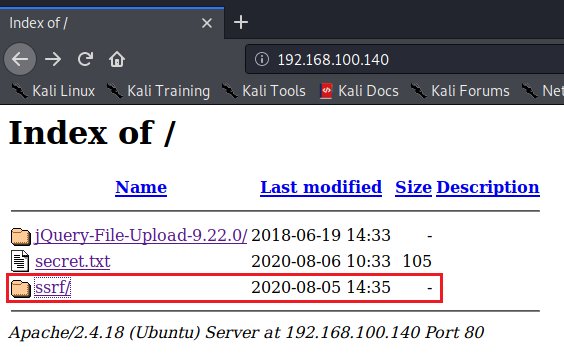 Index of /
192.168.100.140
Kali Linux Kali Training Kali Tools Kali Docs Kali Forums Net
Index of /
Name Last modified Size Description
jQuery-File-Upload-9.22.0/ 2018-06-19 14:33 -
secret.txt 2020-08-06 10:33 105
ssrf/ 2020-08-05 14:35 -
Apache/2.4.18 (Ubuntu) Server at 192.168.100.140 Port 80